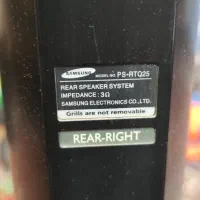 SAMSUNG MODEL NO. PS-RTQ25
REAR SPEAKER SYSTEM
IMPEDANCE : 3Ω
SAMSUNG ELECTRONICS CO.,LTD.
Grills are not removable
REAR-RIGHT